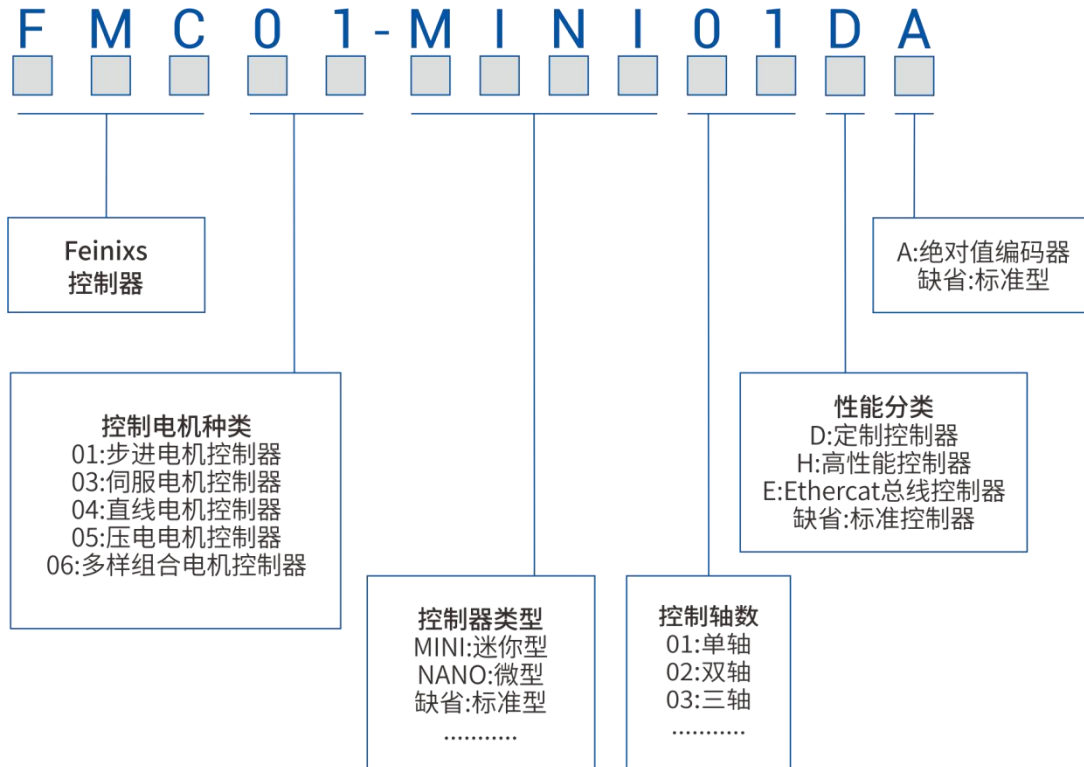 FMC01-MINI01DA
Feinixs
控制器
A:绝对值编码器
缺省:标准型
控制电机种类
01:步进电机控制器
03:伺服电机控制器
04:直线电机控制器
05:压电电机控制器
06:多样组合电机控制器
性能分类
D:定制控制器
H:高性能控制器
E:Ethercat总线控制器
缺省:标准控制器
控制器类型
MINI:迷你型
NANO:微型
缺省:标准型
...........
控制轴数
01:单轴
02:双轴
03:三轴
...........